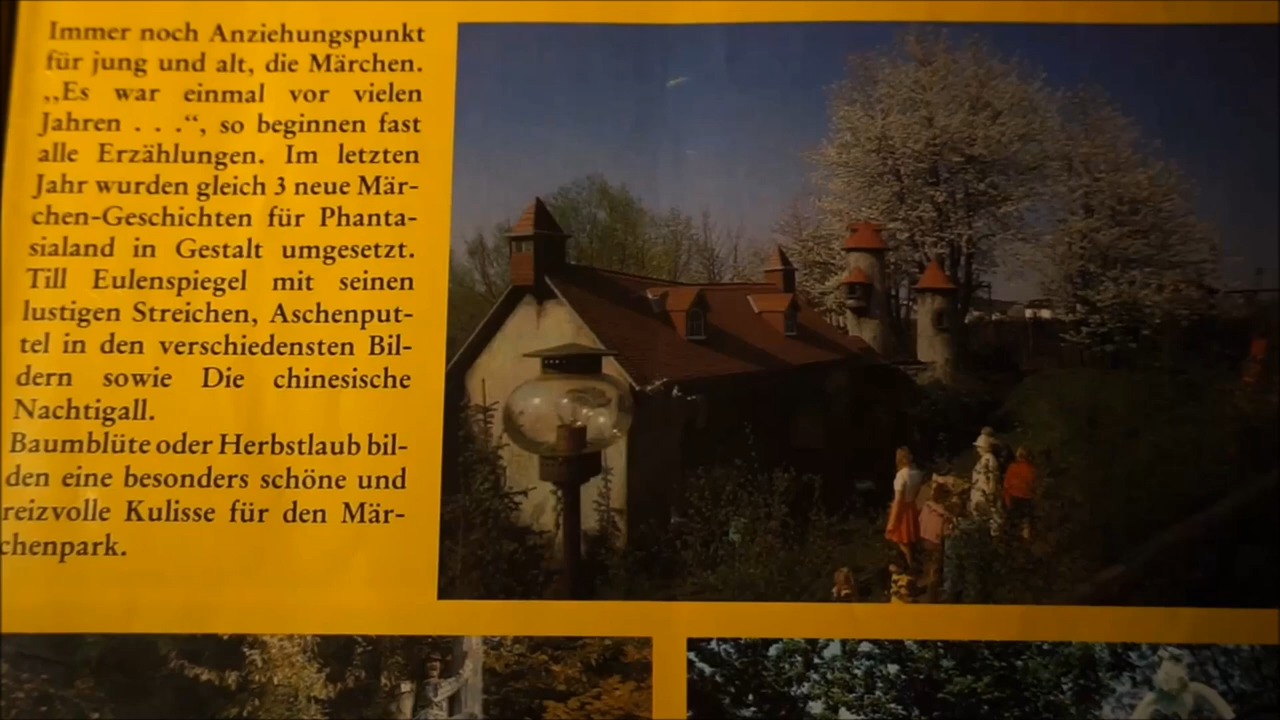 Immer noch Anziehungspunkt
für jung und alt, die Märchen.
„Es war einmal vor vielen
Jahren . . .“, so beginnen fast
alle Erzählungen. Im letzten
Jahr wurden gleich 3 neue Mär-
chen-Geschichten für Phanta-
sialand in Gestalt umgesetzt.
Till Eulenspiegel mit seinen
lustigen Streichen, Aschenput-
tel in den verschiedensten Bil-
dern sowie Die chinesische
Nachtigall.
Baumblüte oder Herbstlaub bil-
den eine besonders schöne und
reizvolle Kulisse für den Mär-
chenpark.